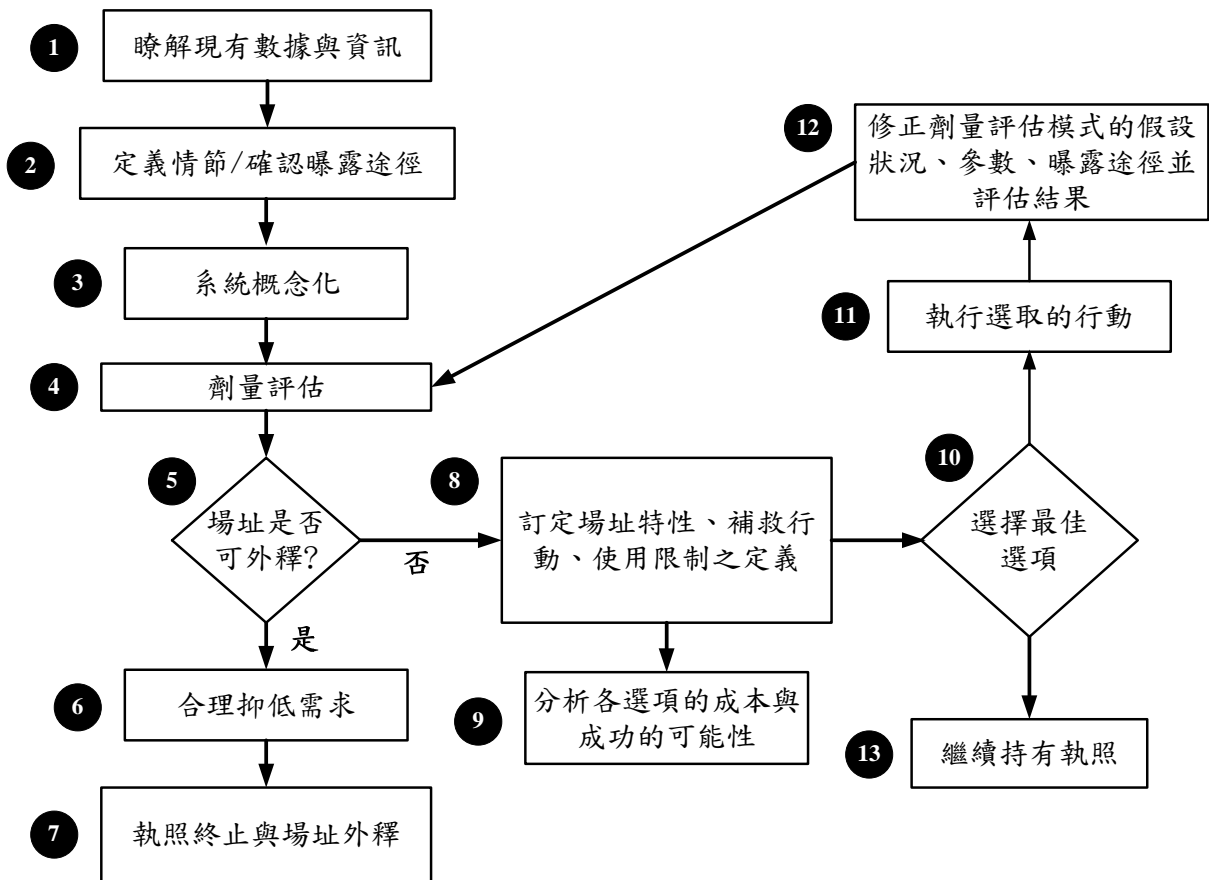 1
瞭解現有數據與資訊
2
定義情節/確認曝露途徑
3
系統概念化
4
劑量評估
5
場址是否
可外釋?
否
是
6
合理抑低需求
7
執照終止與場址外釋
8
訂定場址特性、補救行
動、使用限制之定義
9
分析各選項的成本與
成功的可能性
10
選擇最佳
選項
11
執行選取的行動
12
修正劑量評估模式的假設
狀況、參數、曝露途徑並
評估結果
13
繼續持有執照